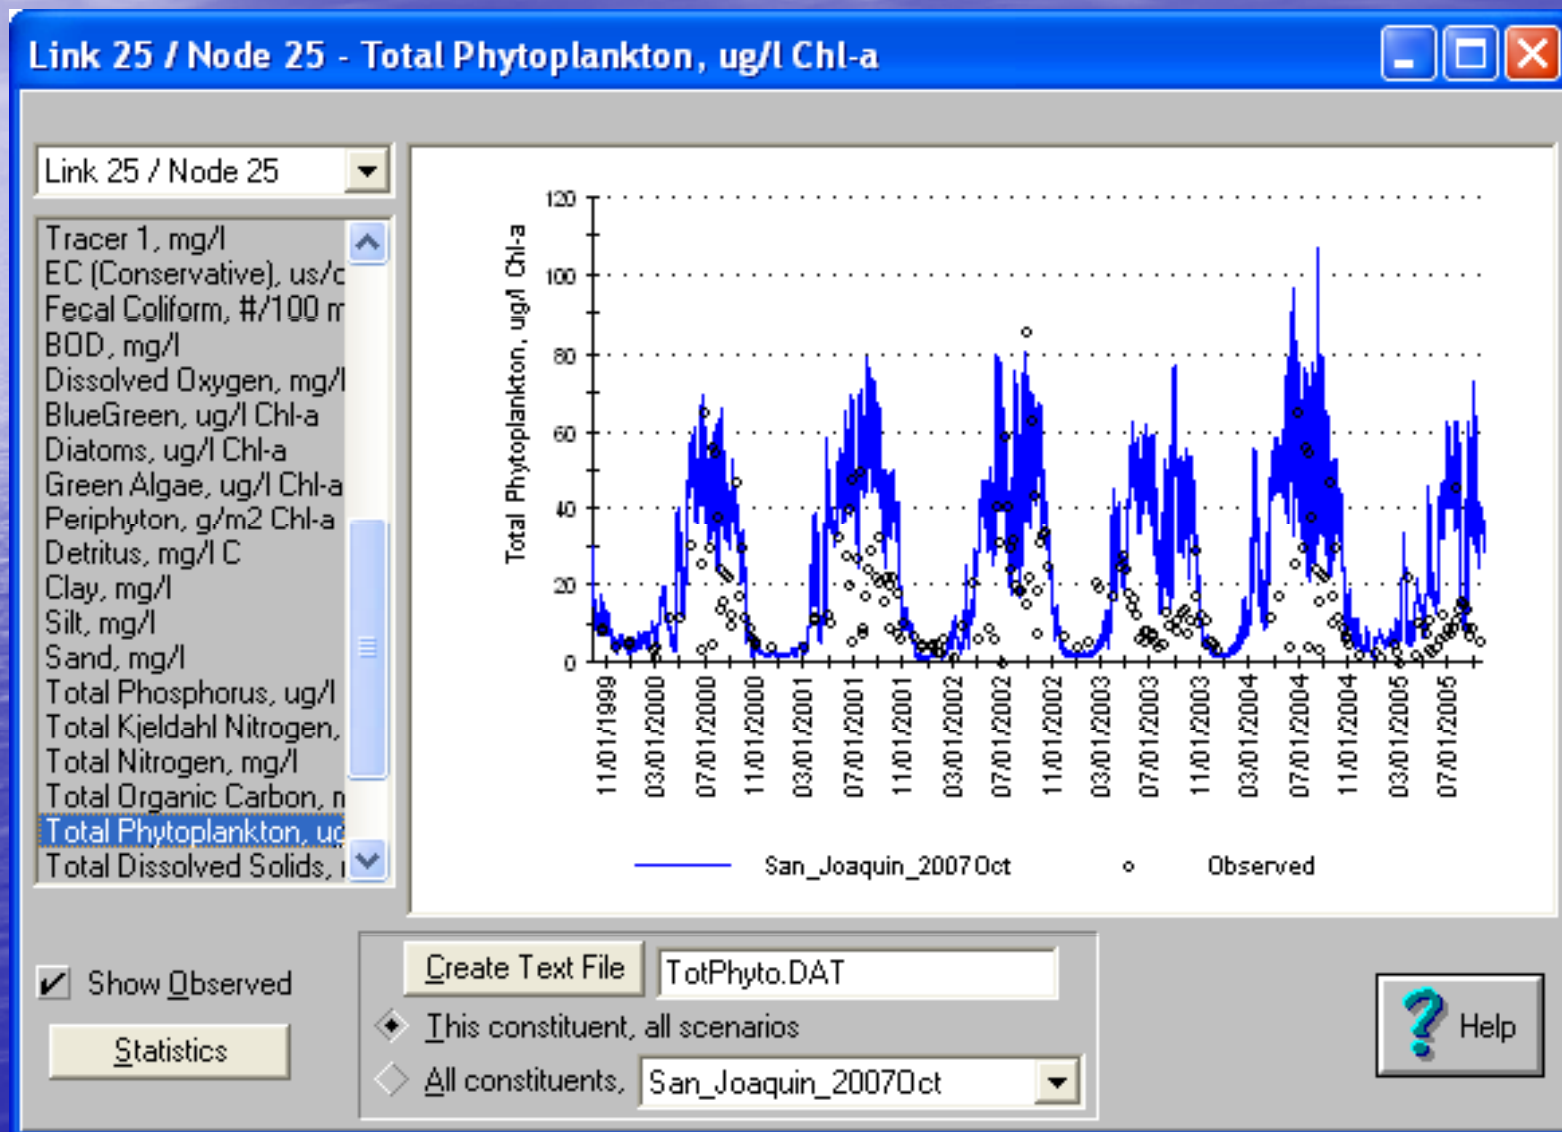 Link 25 / Node 25 - Total Phytoplankton, ug/l Chl-a
Link 25 / Node 25
Tracer 1, mg/l
EC (Conservative), us/c
Fecal Coliform, #/100 m
BOD, mg/l
Dissolved Oxygen, mg/l
BlueGreen, ug/l Chl-a
Diatoms, ug/l Chl-a
Green Algae, ug/l Chl-a
Periphyton, g/m2 Chl-a
Detritus, mg/l C
Clay, mg/l
Silt, mg/l
Sand, mg/l
Total Phosphorus, ug/l
Total Kjeldahl Nitrogen,
Total Nitrogen, mg/l
Total Organic Carbon, m
Total Phytoplankton, ug
Total Dissolved Solids, 
Total Phytoplankton, ug/l Chl-a
120
100
80
60
40
20
0
11/01/1999
03/01/2000
07/01/2000
11/01/2000
03/01/2001
07/01/2001
11/01/2001
03/01/2002
07/01/2002
11/01/2002
03/01/2003
07/01/2003
11/01/2003
03/01/2004
07/01/2004
11/01/2004
03/01/2005
07/01/2005
San_Joaquin_2007Oct
Observed
Show Observed
Statistics
Create Text File
TotPhyto.DAT
This constituent, all scenarios
All constituents,
San_Joaquin_2007Oct
Help